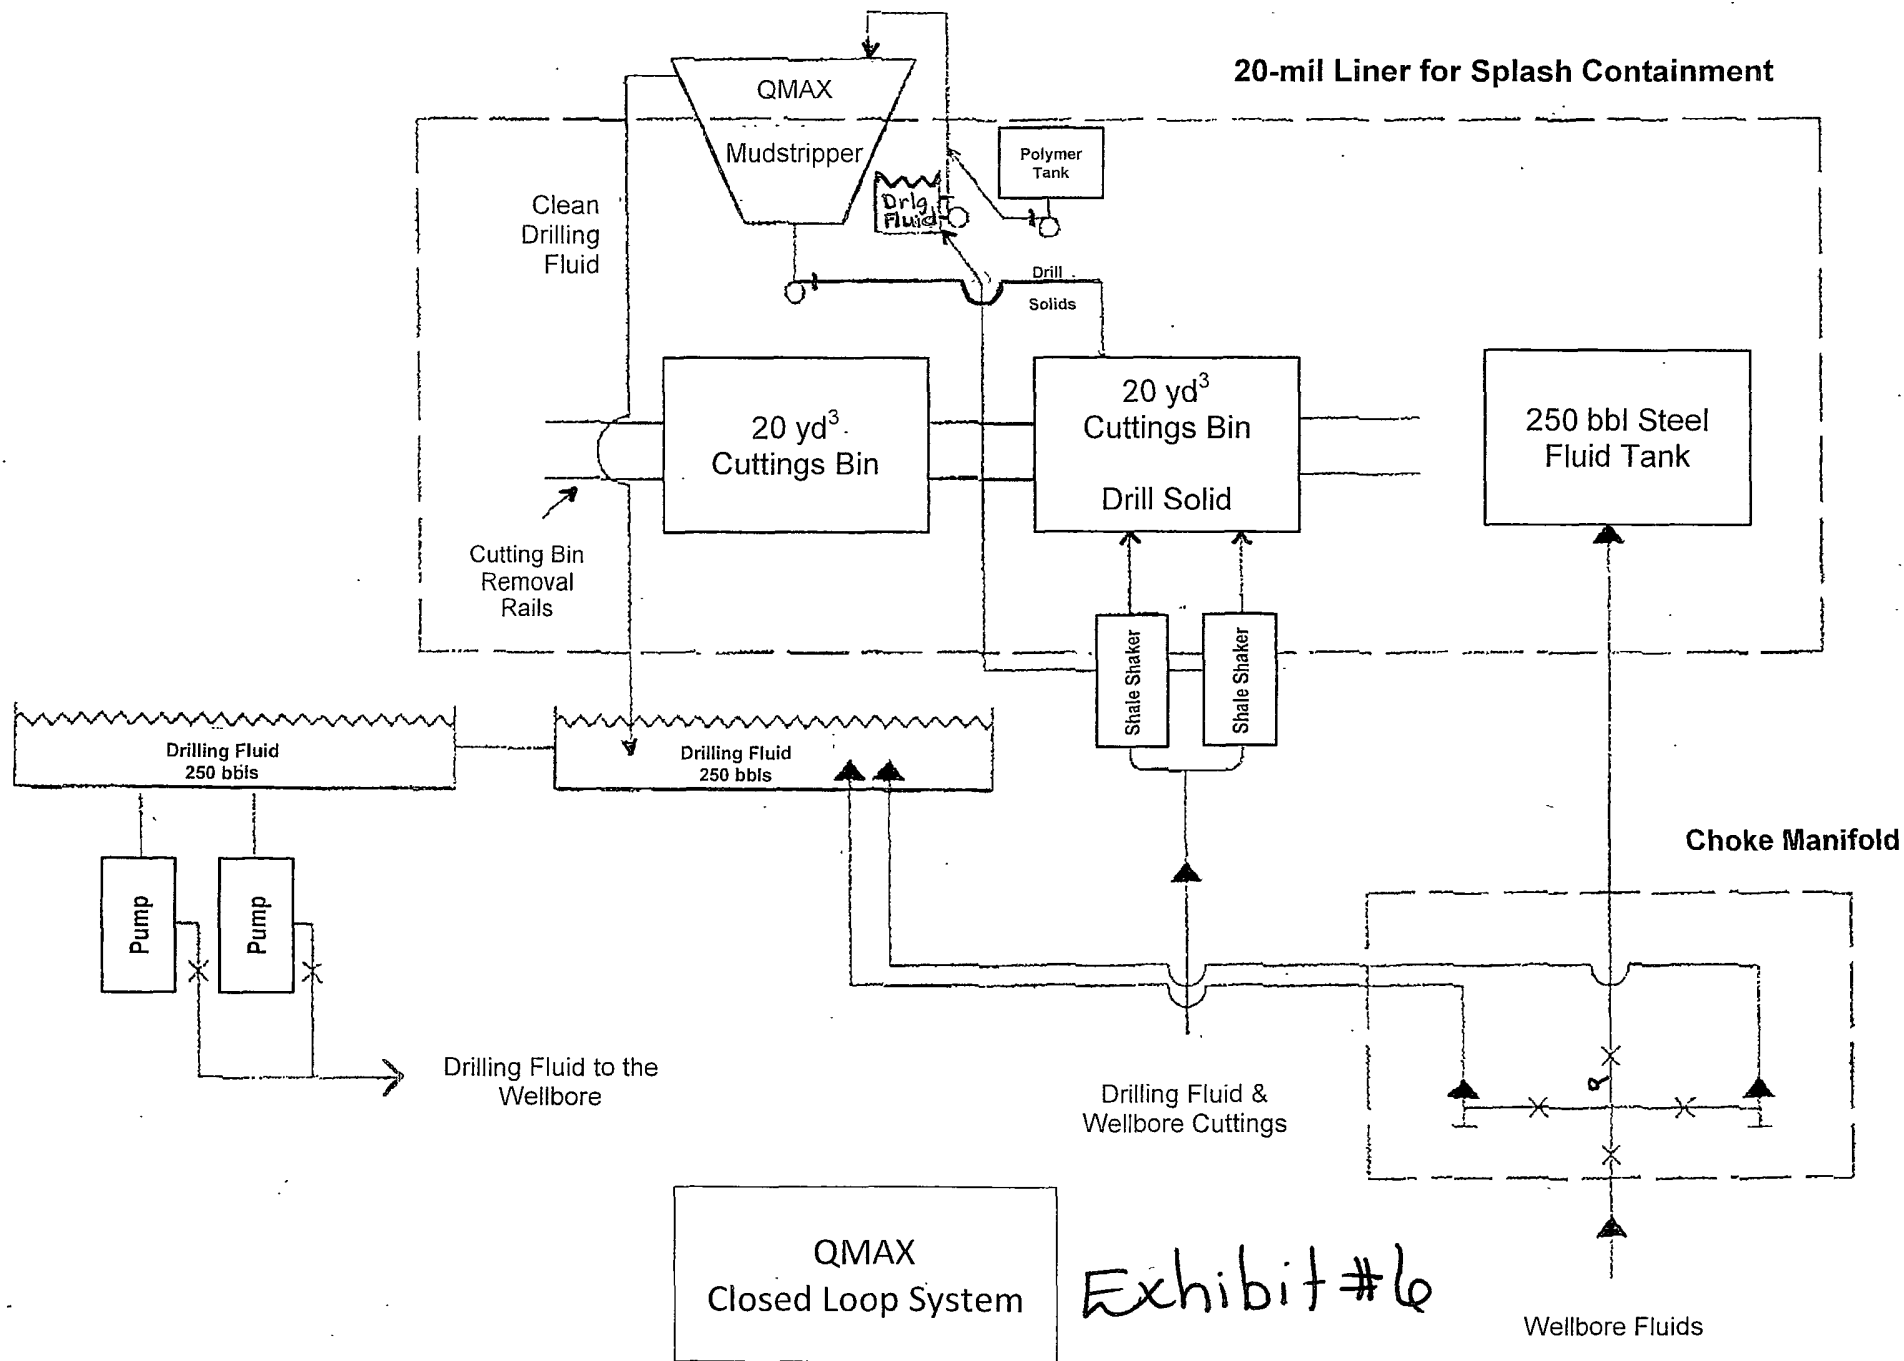 20-mil Liner for Splash Containment
QMAX
Mudstripper
Polymer
Tank
Drlg
Fluid
Clean
Drilling
Fluid
Drill
Solids
20 yd³
Cuttings Bin
20 yd³
Cuttings Bin
Drill Solid
250 bbl Steel
Fluid Tank
Cutting Bin
Removal
Rails
Shale Shaker
Shale Shaker
Drilling Fluid
250 bbls
Drilling Fluid
250 bbls
Choke Manifold
Pump
Pump
Drilling Fluid to the
Wellbore
Drilling Fluid &
Wellbore Cuttings
QMAX
Closed Loop System
Exhibit #6
Wellbore Fluids